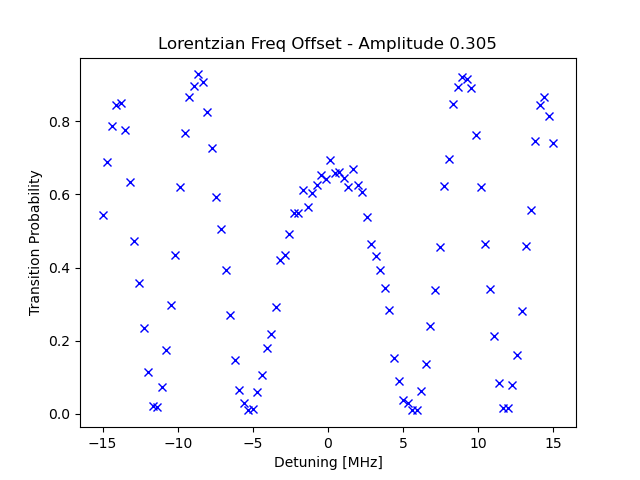 Lorentzian Freq Offset - Amplitude 0.305
Transition Probability
0.8
0.6
0.4
0.2
0.0
−15 −10 −5 0 5 10 15
Detuning [MHz]